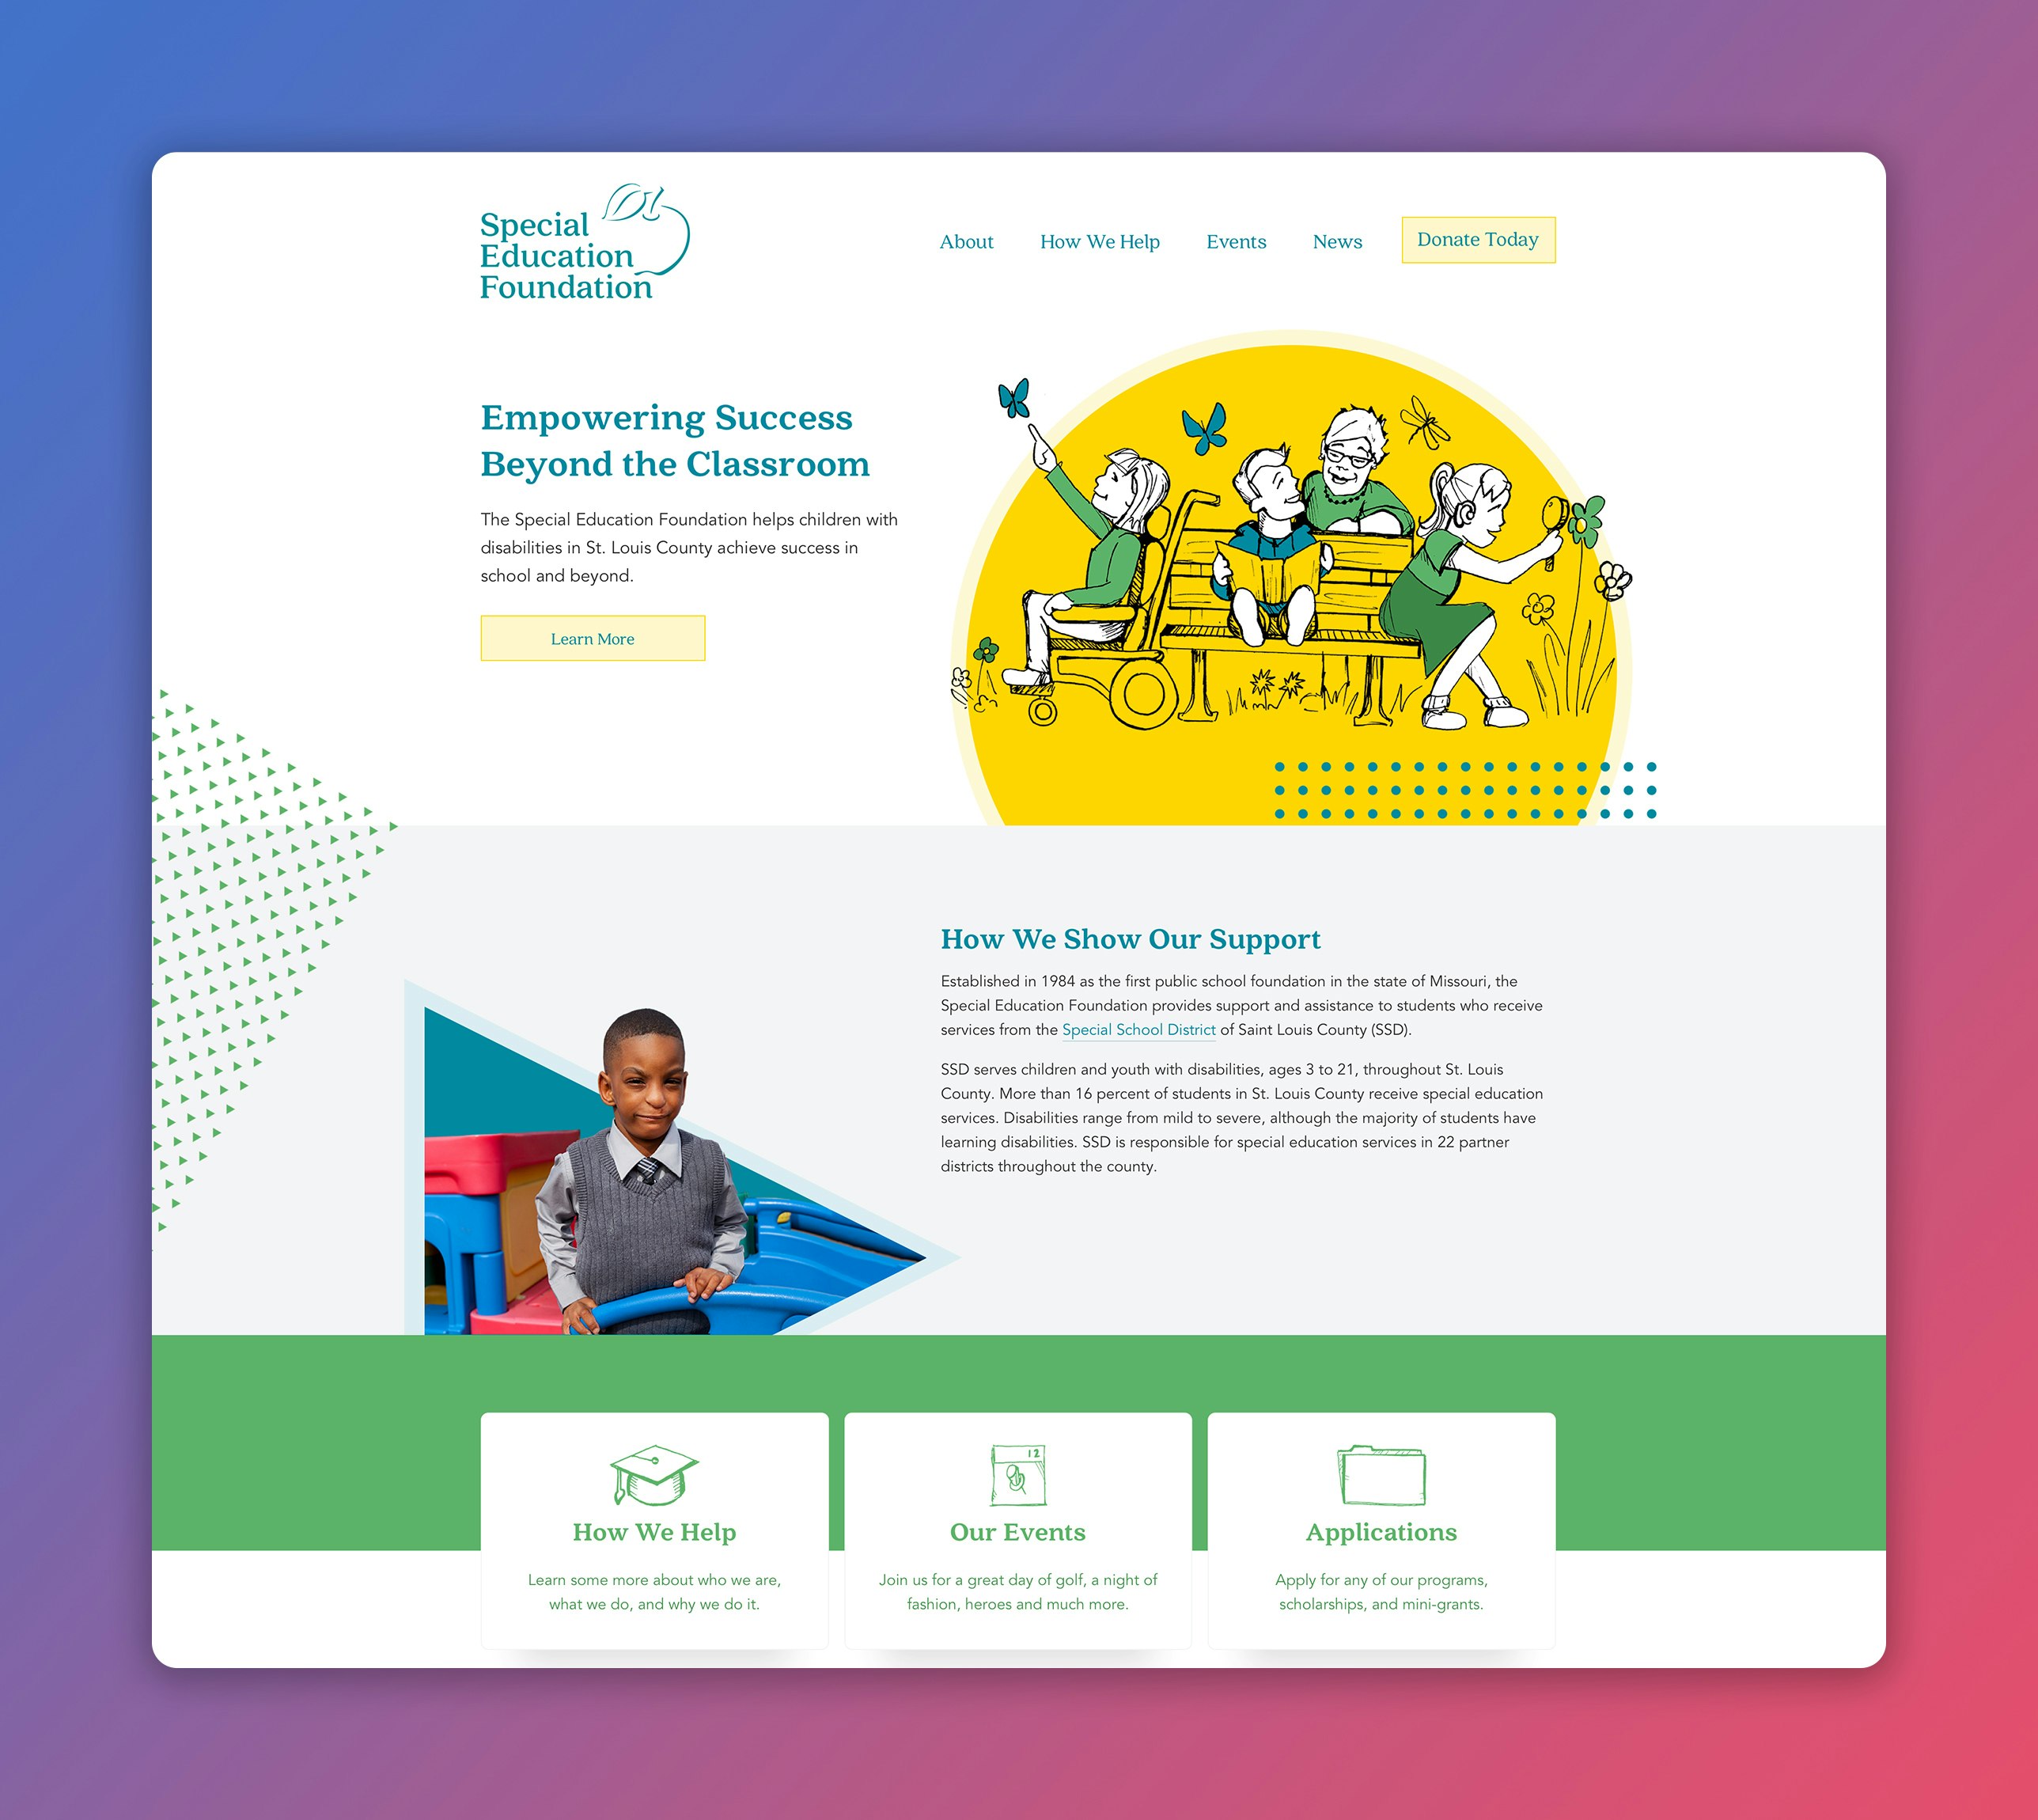 Special
Education
Foundation
About
How We Help
Events
News
Donate Today
Empowering Success
Beyond the Classroom
The Special Education Foundation helps children with
disabilities in St. Louis County achieve success in
school and beyond.
Learn More
How We Show Our Support
Established in 1984 as the first public school foundation in the state of Missouri, the
Special Education Foundation provides support and assistance to students who receive
services from the Special School District of Saint Louis County (SSD).
SSD serves children and youth with disabilities, ages 3 to 21, throughout St. Louis
County. More than 16 percent of students in St. Louis County receive special education
services. Disabilities range from mild to severe, although the majority of students have
learning disabilities. SSD is responsible for special education services in 22 partner
districts throughout the county.
How We Help
Learn some more about who we are,
what we do, and why we do it.
12
Our Events
Join us for a great day of golf, a night of
fashion, heroes and much more.
Applications
Apply for any of our programs,
scholarships, and mini-grants.